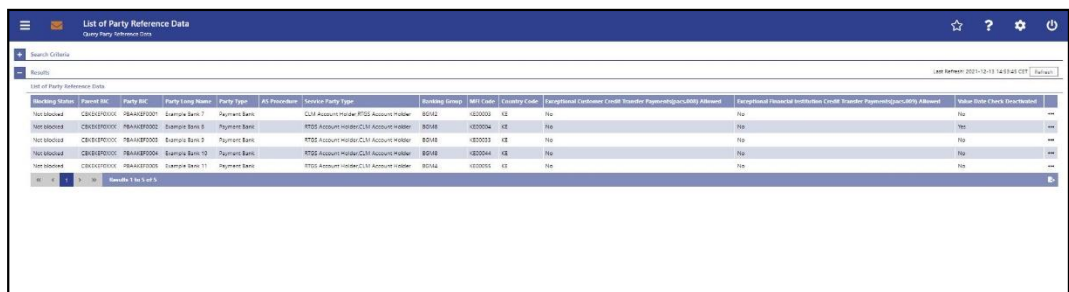 List of Party Reference Data
Query Party Reference Data
Search Criteria
Results Last Refresh 2021-12-13 14:53:45 CET Refresh
List of Party Reference Data
Blocking Status Parent BIC Party BIC Party Long Name Party Type AS Procedure Service Party Type Banking Group MFI Code Country Code Exceptional Customer Credit Transfer Payments(pacs.008) Allowed Exceptional Financial Institution Credit Transfer Payments(pacs.009) Allowed Value Date Check Deactivated
Not blocked CBKEKEF0XXX PBAAKEF0001 Example Bank 7 Payment Bank CLM Account Holder,RTGS Account Holder BGM2 KE00003 KE No No No
Not blocked CBKEKEF0XXX PBAAKEF0002 Example Bank Payment Bank RTGS Account Holder,CLM Account Holder KE00004 KE No No Yes
Not blocked CBKEKEF0XXX PBAAKEF0003 Example Bank Payment Bank RTGS Account Holder,CLM Account Holder KE00033 KE No No No
Not blocked CBKEKEF0XXX PBAAKEF0004 Example Bank 10 Payment Bank RTGS Account Holder,CLM Account Holder KE00044 KE No No No
Not blocked CBKEKEF0XXX PBAAKEF0005 Example Bank 11 Payment Bank RTGS Account Holder,CLM Account Holder KE00055 KE No No No
1 Results 1 to 5 of 5